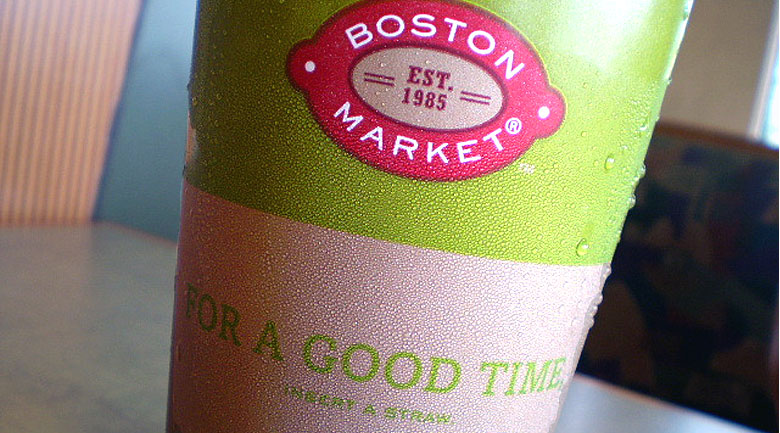 BOSTON
EST.
1985
MARKET®
FOR A GOOD TIME,
INSERT A STRAW